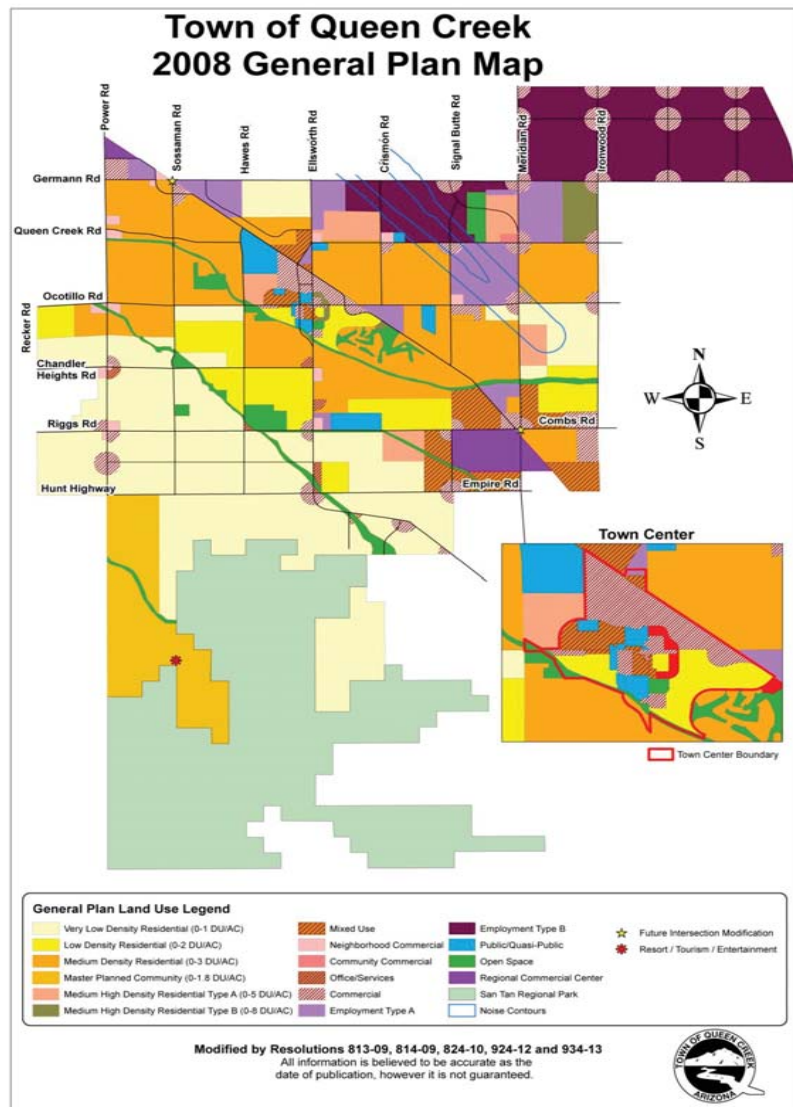 Town of Queen Creek
2008 General Plan Map
Power Rd
Sossaman Rd
Hawes Rd
Ellsworth Rd
Crismon Rd
Signal Butte Rd
Meridian Rd
Ironwood Rd
Germann Rd
Queen Creek Rd
Ocotillo Rd
Recker Rd
Chandler
Heights Rd
Riggs Rd
Combs Rd
Hunt Highway
Empire Rd
N
W
E
S
Town Center
Town Center Boundary
General Plan Land Use Legend
Very Low Density Residential (0-1 DU/AC)
Low Density Residential (0-2 DU/AC)
Medium Density Residential (0-3 DU/AC)
Master Planned Community (0-1.8 DU/AC)
Medium High Density Residential Type A (0-5 DU/AC)
Medium High Density Residential Type B (0-8 DU/AC)
Mixed Use
Neighborhood Commercial
Community Commercial
Office/Services
Commercial
Employment Type A
Employment Type B
Public/Quasi-Public
Open Space
Regional Commercial Center
San Tan Regional Park
Noise Contours
Future Intersection Modification
Resort / Tourism / Entertainment
Modified by Resolutions 813-09, 814-09, 824-10, 924-12 and 934-13
All information is believed to be accurate as the
date of publication, however it is not guaranteed.
TOWN OF QUEEN CREEK
ARIZONA